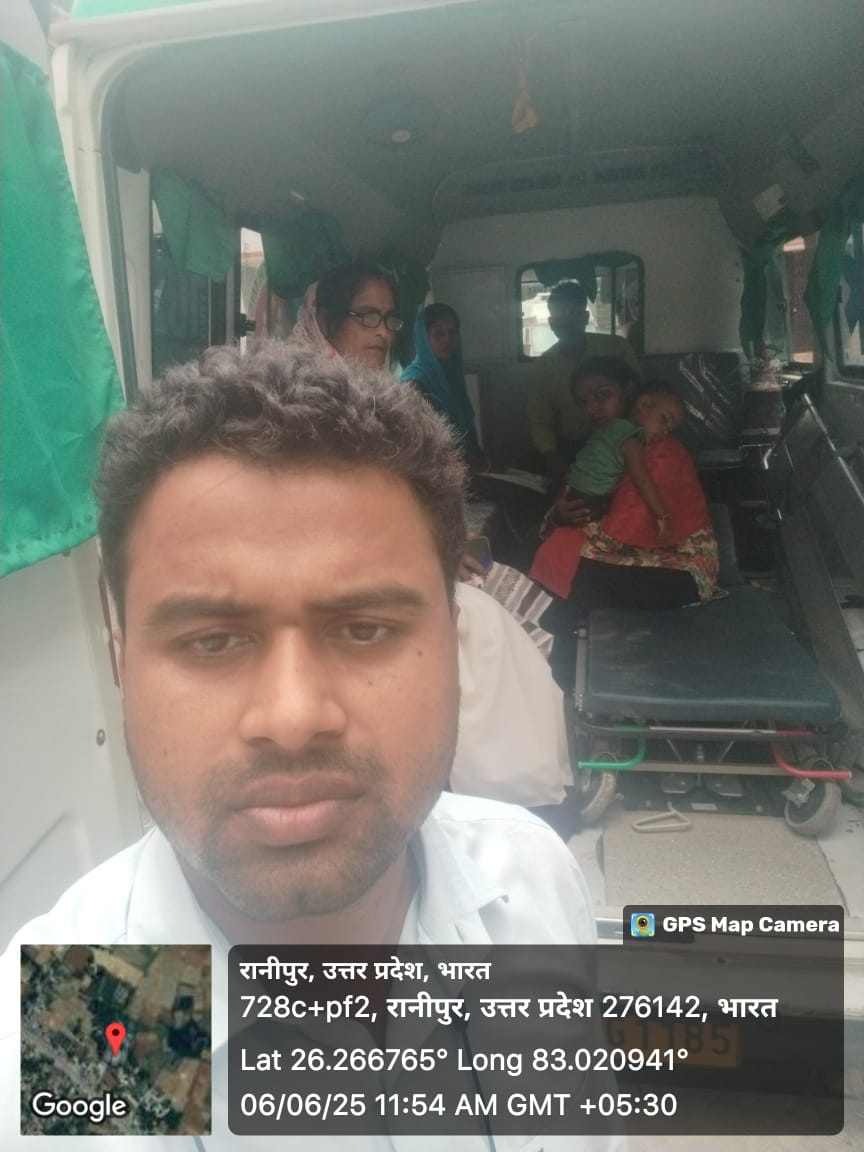 GPS Map Camera
रानीपुर, उत्तर प्रदेश, भारत
728c+pf2, रानीपुर, उत्तर प्रदेश 276142, भारत
Lat 26.266765° Long 83.020941°
06/06/25 11:54 AM GMT +05:30
Google